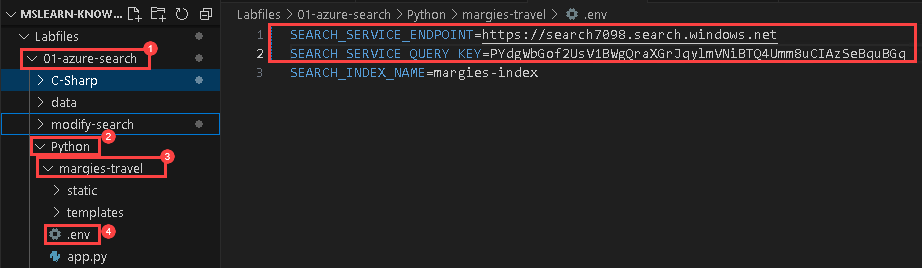 MSLEARN-KNOW...
Labfiles
01-azure-search
1
C-Sharp
data
modify-search
Python
2
margies-travel
3
static
templates
.env
4
app.py
Labfiles > 01-azure-search > Python > margies-travel > .env
1 SEARCH_SERVICE_ENDPOINT=https://search7098.search.windows.net
2 SEARCH_SERVICE_QUERY_KEY=PYdgWbGof2UsV1BWgQraXGrJqylmVNiBTQ4Umm8uCIAzSeBquBGq
3 SEARCH_INDEX_NAME=margies-index